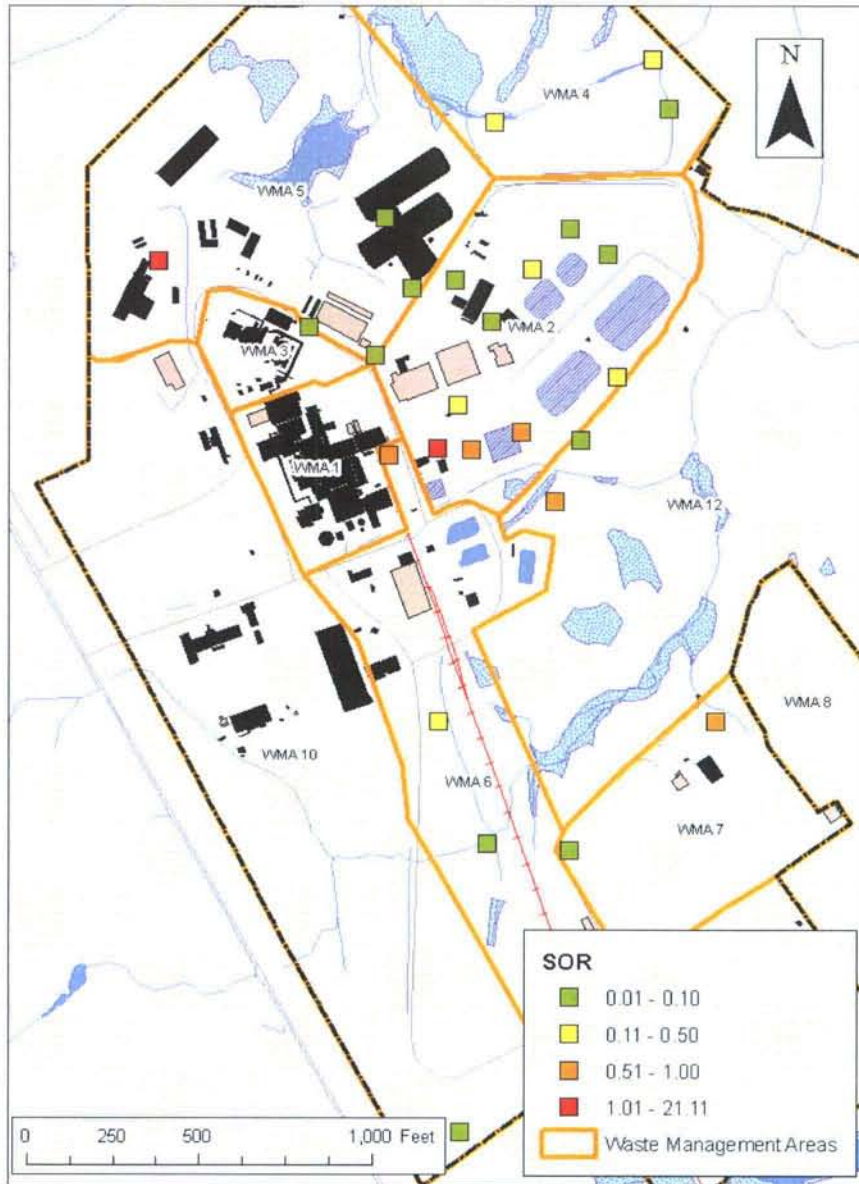 N
WMA 4
WMA 5
WMA 2
WMA 3
WMA 1
WMA 12
WMA 8
WMA 10
WMA 6
WMA 7
SOR
0.01 - 0.10
0.11 - 0.50
0.51 - 1.00
1.01 - 21.11
Waste Management Areas
0 250 500 1,000 Feet